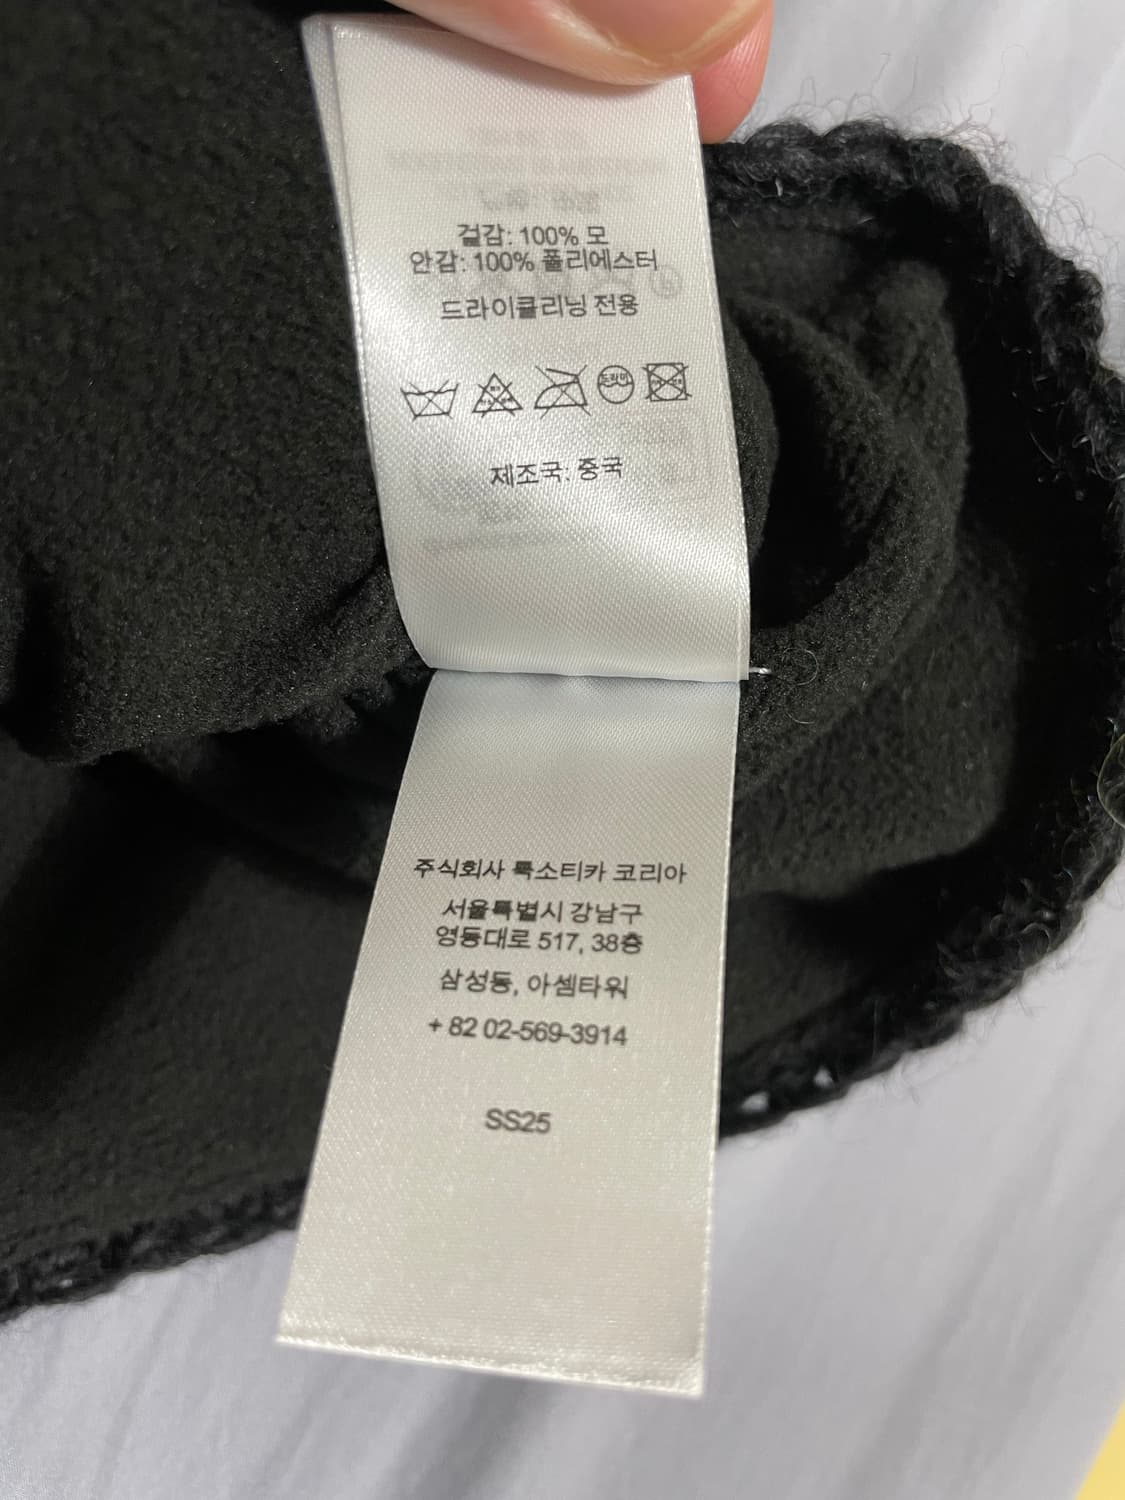 겉감: 100% 모
안감: 100% 폴리에스터
드라이클리닝 전용
드라이
제조국: 중국
주식회사 룩소티카 코리아
서울특별시 강남구
영동대로 517, 38층
삼성동, 아셈타워
+ 82 02-569-3914
SS25